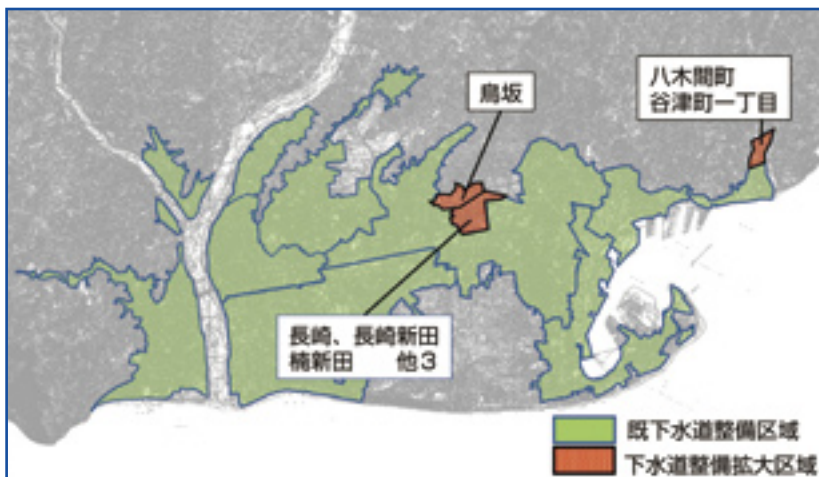 鳥坂
八木間町
谷津町一丁目
長崎、長崎新田
楠新田 他3
既下水道整備区域
下水道整備拡大区域